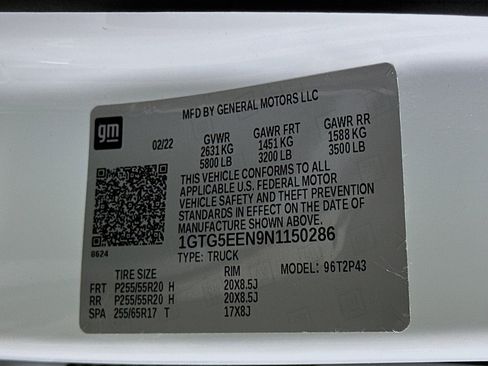 MFD BY GENERAL MOTORS LLC
gm
02/22 GVWR GAWR FRT GAWR RR
2631 KG 1451 KG 1588 KG
5800 LB 3200 LB 3500 LB
THIS VEHICLE CONFORMS TO ALL
APPLICABLE U.S. FEDERAL MOTOR
VEHICLE SAFETY AND THEFT PREVENTION
STANDARDS IN EFFECT ON THE DATE OF
MANUFACTURE SHOWN ABOVE.
1GTG5EEN9N1150286
8624
TYPE: TRUCK MODEL: 96T2P43
TIRE SIZE RIM
FRT P255/55R20 H 20X8.5J
RR P255/55R20 H 20X8.5J
SPA 255/65R17 T 17X8J